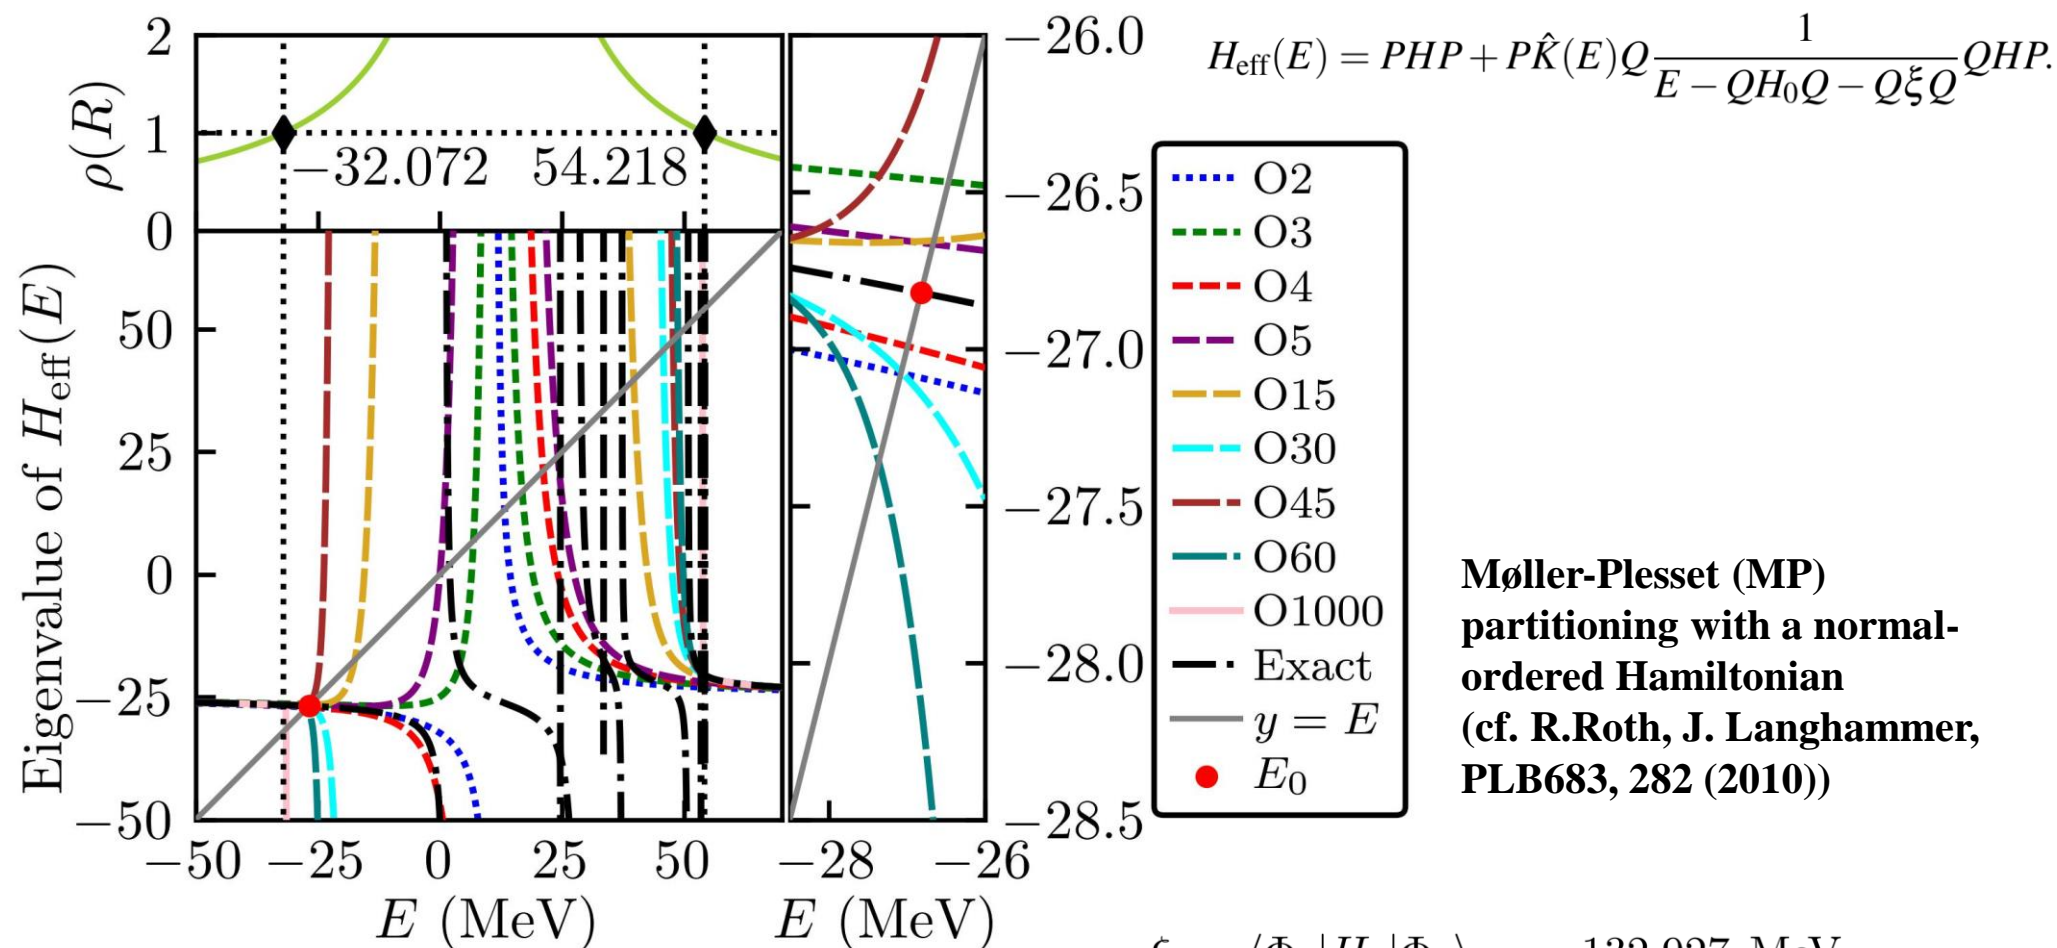 2
1
0
ρ(R)
−32.072
54.218
Eigenvalue of H_eff(E)
50
25
0
−25
−50
−50
−25
0
25
50
E (MeV)
−26.0
−26.5
−27.0
−27.5
−28.0
−28.5
−28
−26
E (MeV)
H_eff(E) = PHP + PK̂(E)Q 1/(E − QH₀Q − QξQ) QHP.
O2
O3
O4
O5
O15
O30
O45
O60
O1000
Exact
y = E
E₀
Møller-Plesset (MP)
partitioning with a normal-
ordered Hamiltonian
(cf. R.Roth, J. Langhammer,
PLB683, 282 (2010))